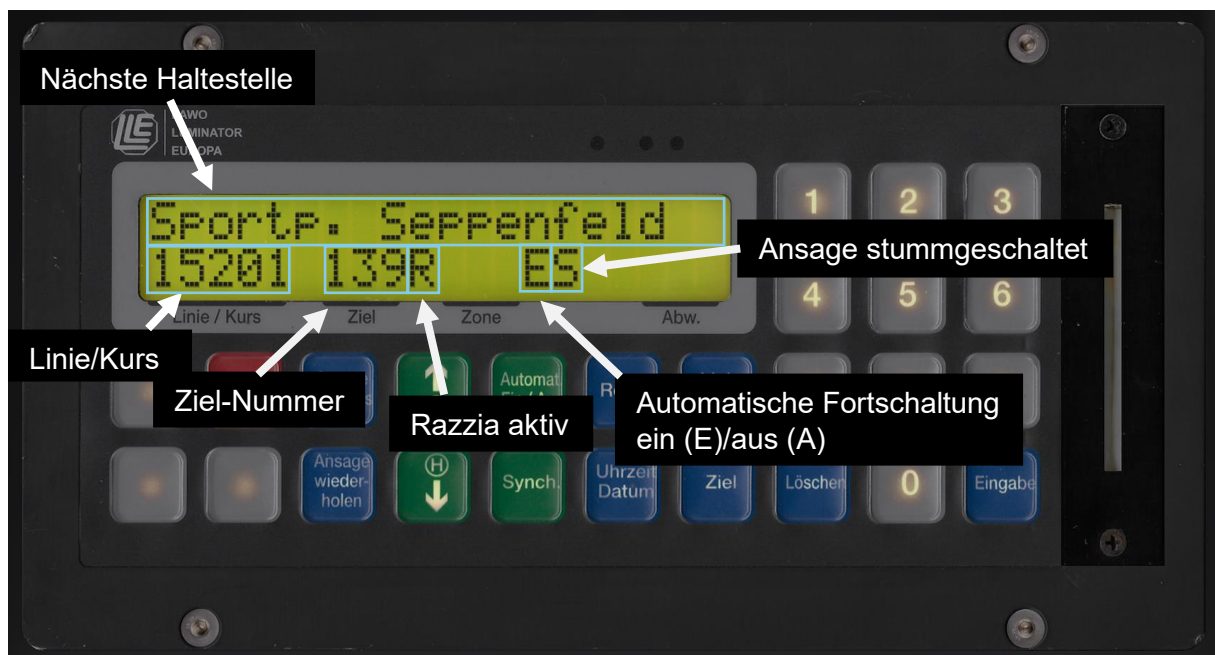 Nächste Haltestelle
LLE
LAWO
LUMINATOR
EUROPA
1 2 3
Sportp. Seppenfeld
Ansage stummgeschaltet
15201 139R ES
4 5 6
Linie / Kurs Ziel Zone Abw.
Linie/Kurs
Automat.
Ziel-Nummer
Razzia aktiv
Automatische Fortschaltung
ein (E)/aus (A)
Ansage
wieder-
holen
H
Synch.
Uhrzeit
Datum
Ziel
Löschen
0
Eingabe